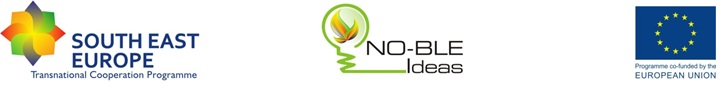 SOUTH EAST
EUROPE
Transnational Cooperation Programme
NO-BLE
Ideas
Programme co-funded by the
EUROPEAN UNION